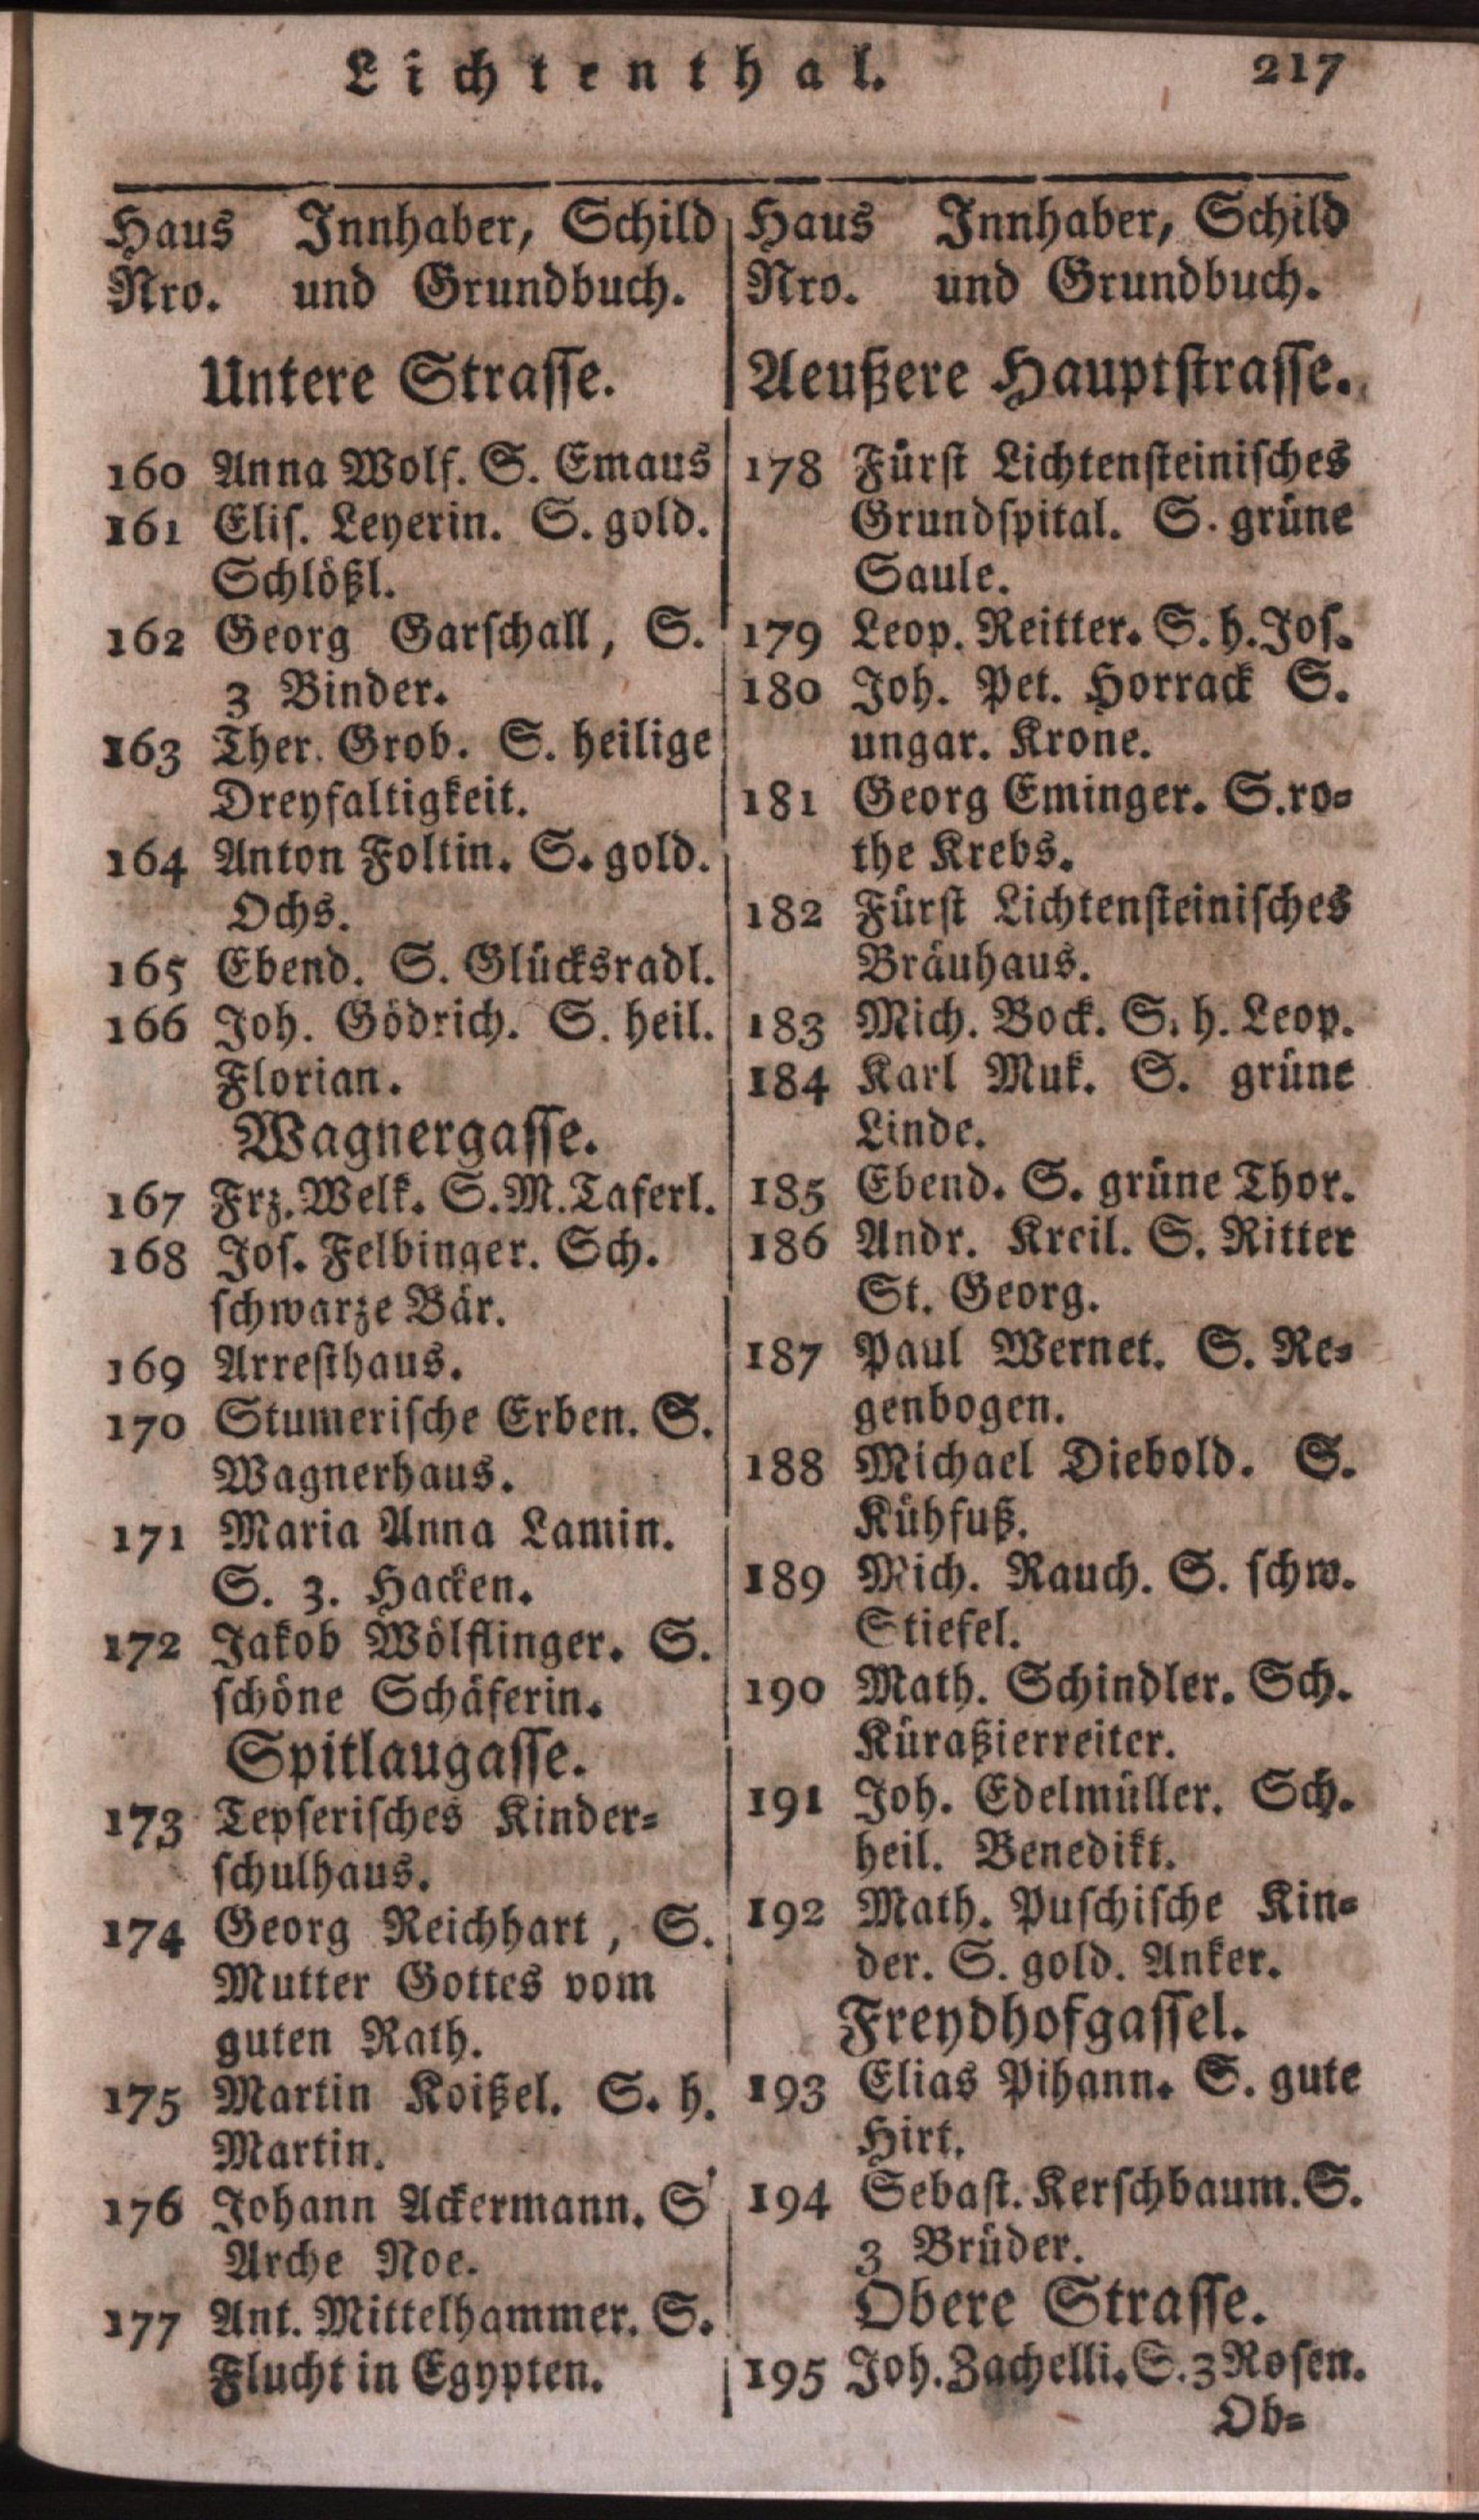 Lichtenthal. 217
Haus Innhaber, Schild
Nro. und Grundbuch.
Untere Strasse.
160 Anna Wolf. S. Emaus
161 Elis. Leyerin. S. gold.
Schlößl.
162 Georg Garschall, S.
3 Binder.
163 Ther. Grob. S. heilige
Dreyfaltigkeit.
164 Anton Foltin. S. gold.
Ochs.
165 Ebend. S. Glücksradl.
166 Joh. Gödrich. S. heil.
Florian.
Wagnergasse.
167 Frz. Welk. S. M. Taferl.
168 Jos. Felbinger. Sch.
schwarze Bär.
169 Arresthaus.
170 Stumerische Erben. S.
Wagnerhaus.
171 Maria Anna Lamin.
S. 3. Hacken.
172 Jakob Wölflinger. S.
schöne Schäferin.
Spitlaugasse.
173 Tepserisches Kinder=
schulhaus.
174 Georg Reichhart, S.
Mutter Gottes vom
guten Rath.
175 Martin Koißel. S. h.
Martin.
176 Johann Ackermann. S
Arche Noe.
177 Ant. Mittelhammer. S.
Flucht in Egypten.
Haus Innhaber, Schild
Nro. und Grundbuch.
Aeußere Hauptstrasse.
178 Fürst Lichtensteinisches
Grundspital. S. grüne
Saule.
179 Leop. Reitter. S. h. Jos.
180 Joh. Pet. Horrack S.
ungar. Krone.
181 Georg Eminger. S. ro=
the Krebs.
182 Fürst Lichtensteinisches
Bräuhaus.
183 Mich. Bock. S. h. Leop.
184 Karl Muk. S. grüne
Linde.
185 Ebend. S. grüne Thor.
186 Andr. Kreil. S. Ritter
St. Georg.
187 Paul Wernet. S. Re=
genbogen.
188 Michael Diebold. S.
Kühfuß.
189 Mich. Rauch. S. schw.
Stiefel.
190 Math. Schindler. Sch.
Küraßierreiter.
191 Joh. Edelmüller. Sch.
heil. Benedikt.
192 Math. Puschische Kin=
der. S. gold. Anker.
Freydhofgassel.
193 Elias Pihann. S. gute
Hirt.
194 Sebast. Kerschbaum. S.
3 Brüder.
Obere Strasse.
195 Joh. Zachelli. S. 3 Rosen.
Ob=